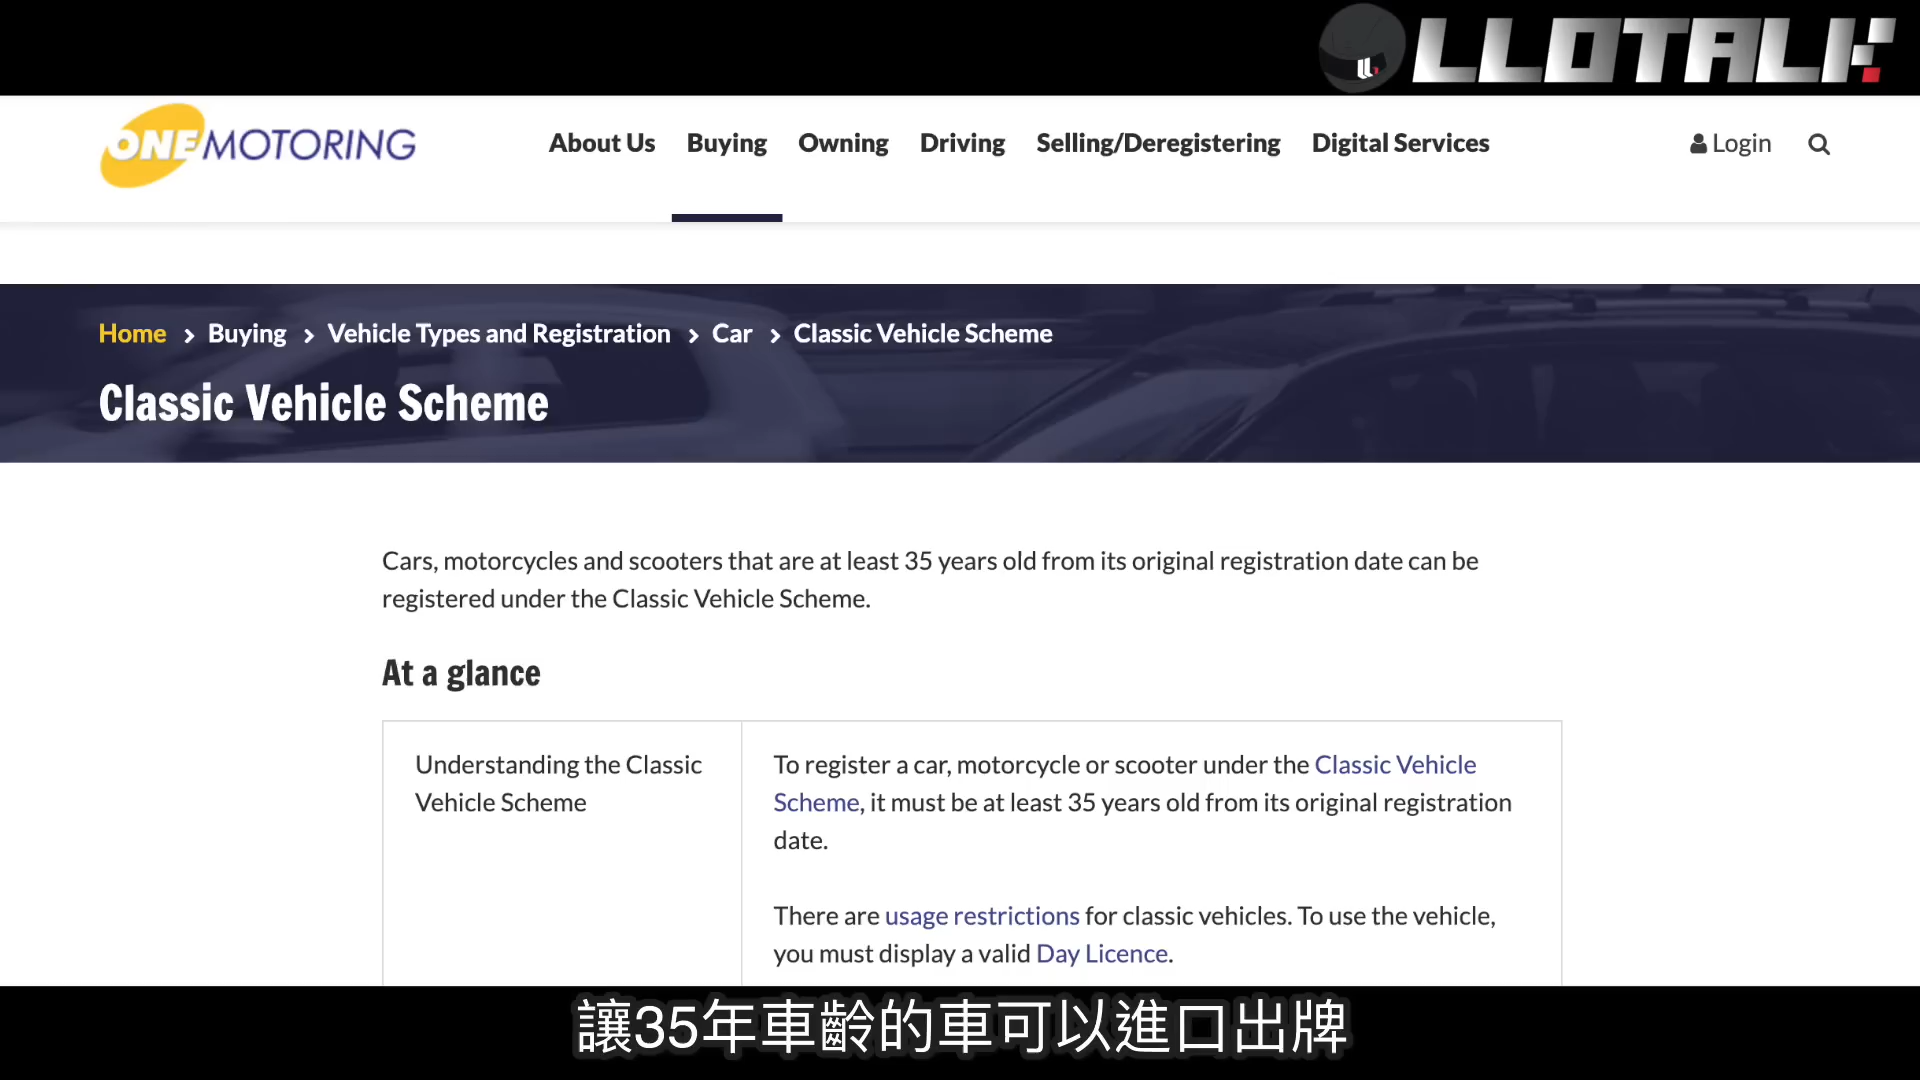 LLOTALK
ONEMOTORING
About Us Buying Owning Driving Selling/Deregistering Digital Services Login
Home > Buying > Vehicle Types and Registration > Car > Classic Vehicle Scheme
Classic Vehicle Scheme
Cars, motorcycles and scooters that are at least 35 years old from its original registration date can be
registered under the Classic Vehicle Scheme.
At a glance
Understanding the Classic
Vehicle Scheme
To register a car, motorcycle or scooter under the Classic Vehicle
Scheme, it must be at least 35 years old from its original registration
date.
There are usage restrictions for classic vehicles. To use the vehicle,
you must display a valid Day Licence.
讓35年車齡的車可以進口出牌